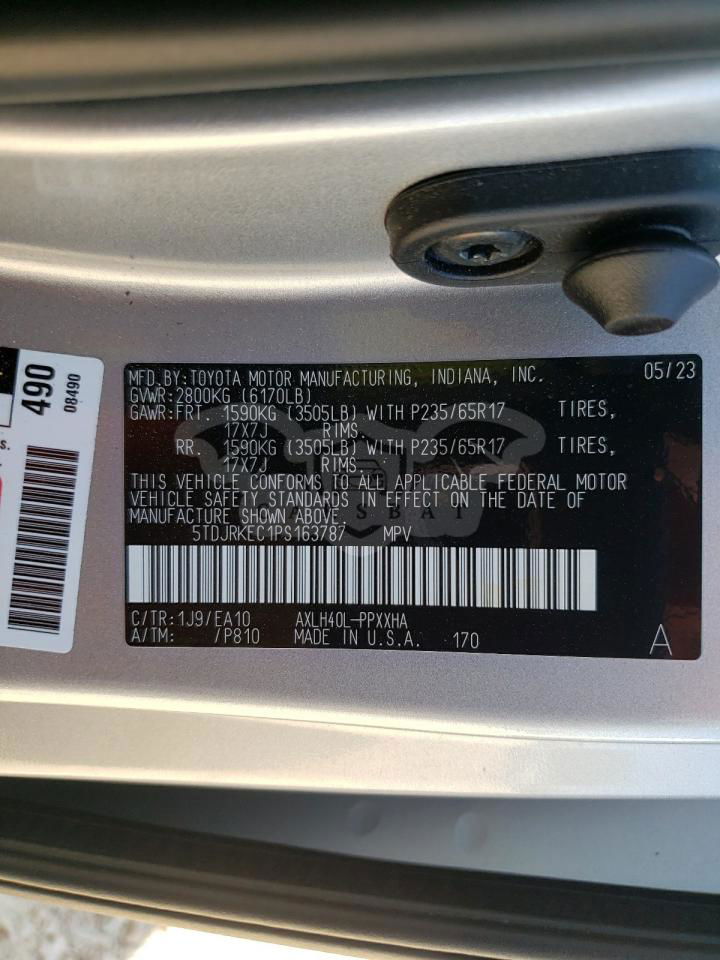 490
08490
s.
MFD.BY:TOYOTA MOTOR MANUFACTURING, INDIANA, INC. 05/23
GVWR:2800KG (6170LB)
GAWR:FRT. 1590KG (3505LB) WITH P235/65R17 TIRES,
17X7J RIMS.
RR. 1590KG (3505LB) WITH P235/65R17 TIRES,
17X7J RIMS.
THIS VEHICLE CONFORMS TO ALL APPLICABLE FEDERAL MOTOR
VEHICLE SAFETY STANDARDS IN EFFECT ON THE DATE OF
MANUFACTURE SHOWN ABOVE.
5TDJRKEC1PS163787 MPV
C/TR:1J9/EA10 AXLH40L-PPXXHA
A/TM: /P810 MADE IN U.S.A. 170 A